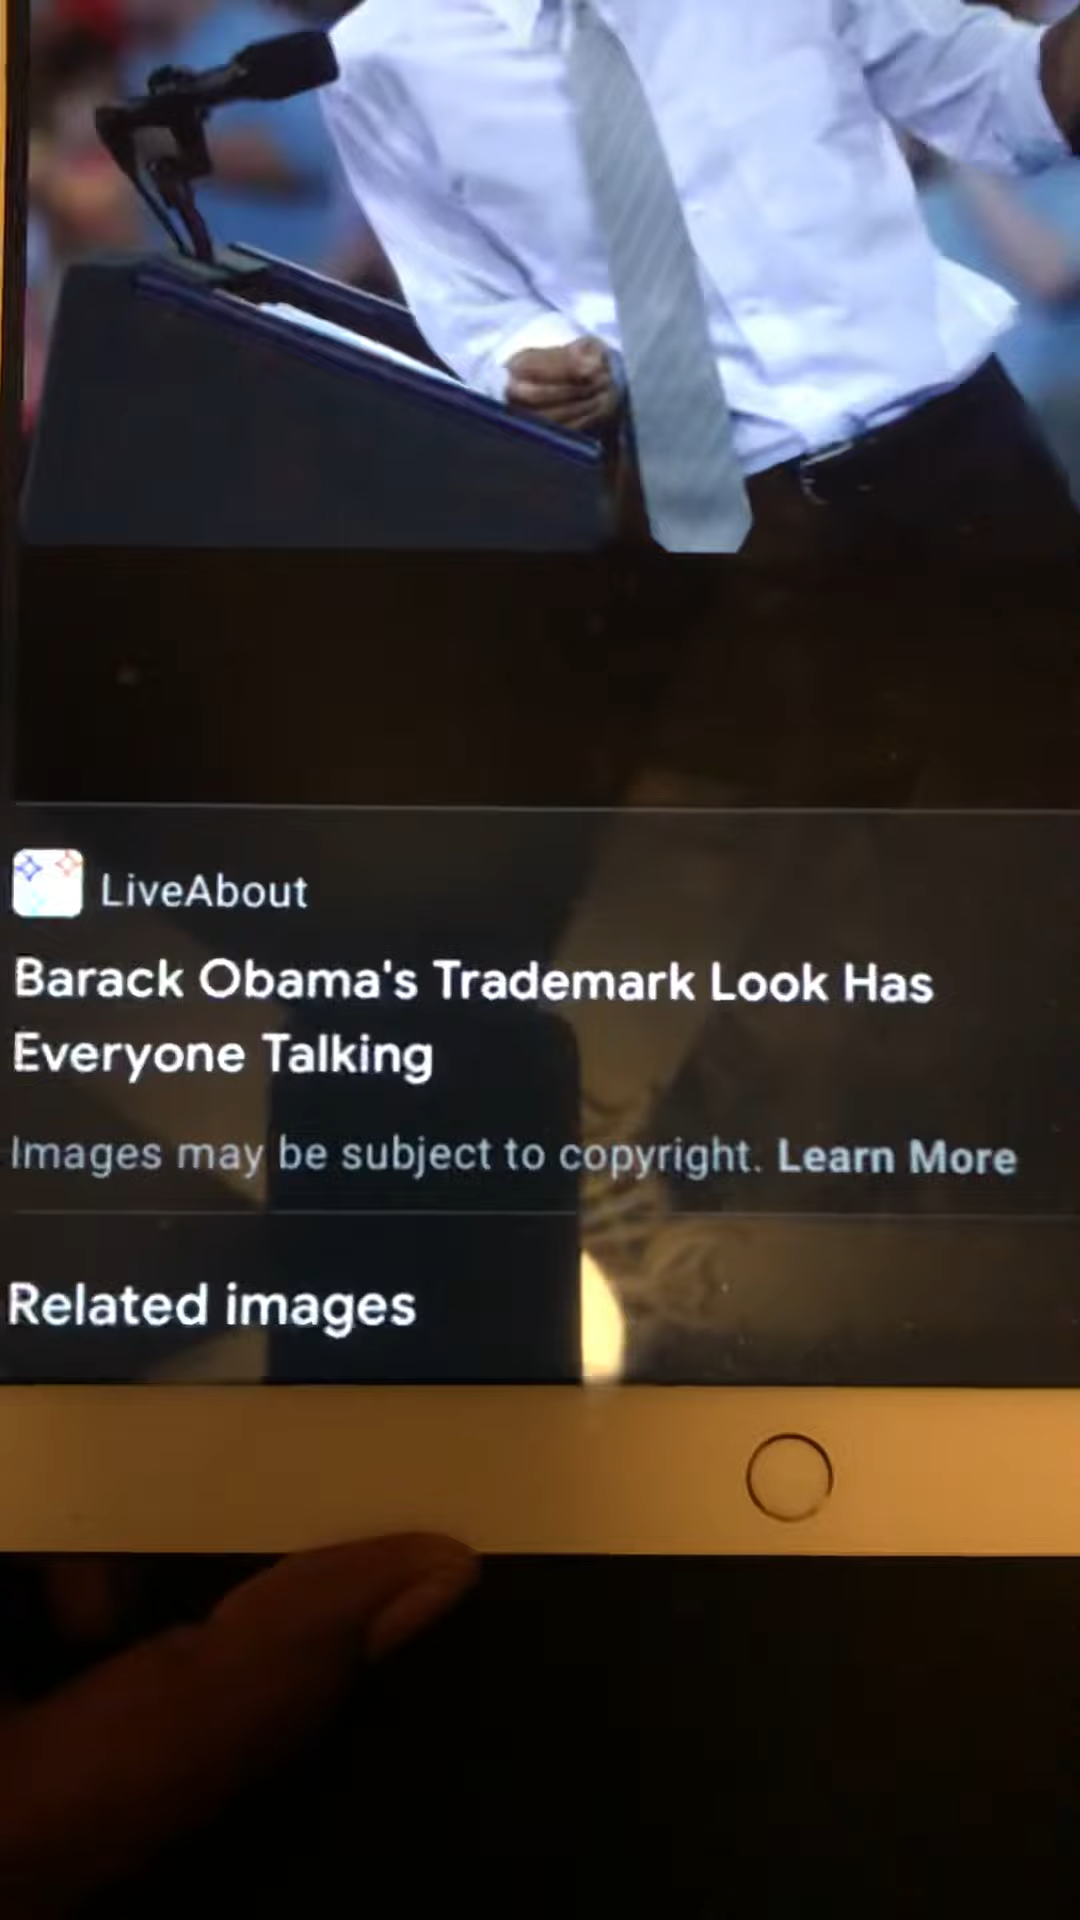 LiveAbout
Barack Obama's Trademark Look Has
Everyone Talking
Images may be subject to copyright. Learn More
Related images